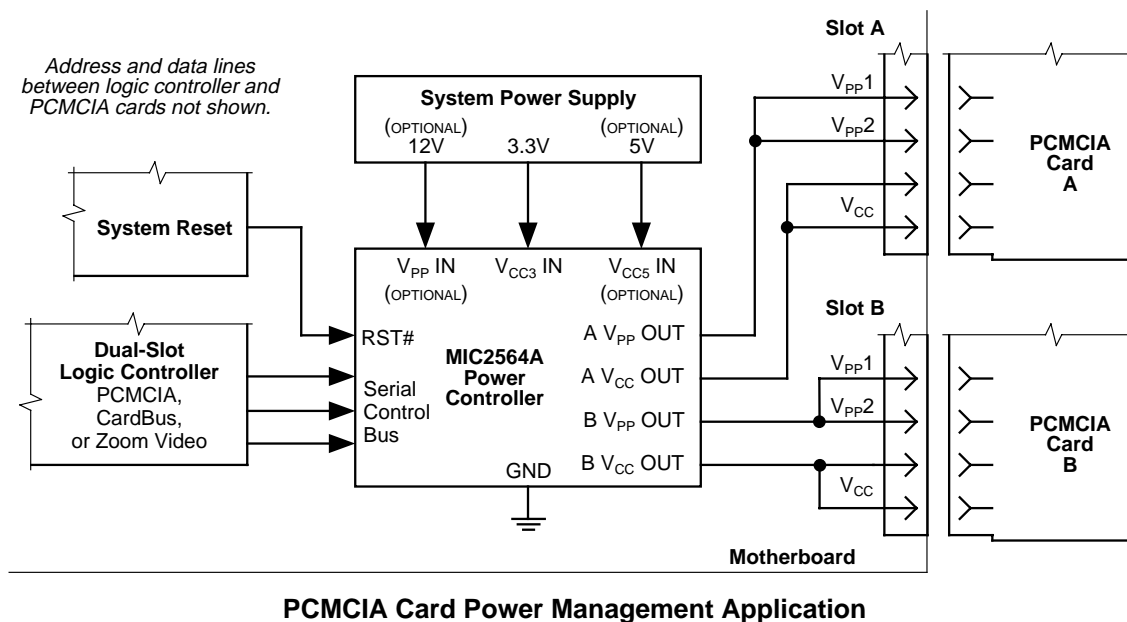 Address and data lines
between logic controller and
PCMCIA cards not shown.
System Power Supply
(OPTIONAL)
12V
3.3V
(OPTIONAL)
5V
System Reset
Dual-Slot
Logic Controller
PCMCIA,
CardBus,
or Zoom Video
VPP IN
(OPTIONAL)
VCC3 IN
VCC5 IN
(OPTIONAL)
RST#
Serial
Control
Bus
MIC2564A
Power
Controller
A VPP OUT
A VCC OUT
B VPP OUT
B VCC OUT
GND
Slot A
VPP1
VPP2
VCC
PCMCIA
Card
A
Slot B
VPP1
VPP2
VCC
PCMCIA
Card
B
Motherboard
PCMCIA Card Power Management Application